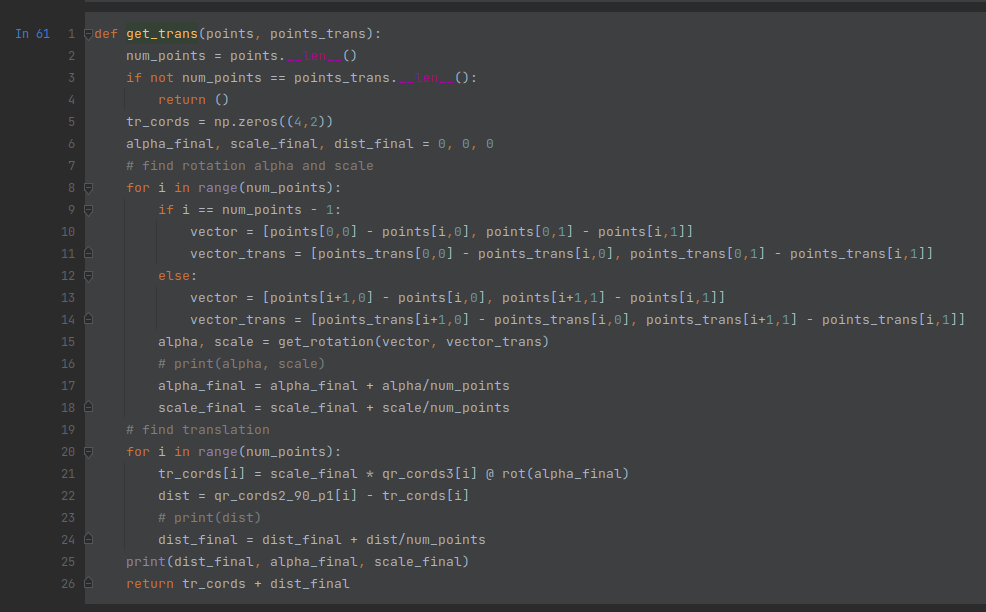 In 61 1 def get_trans(points, points_trans):
2 num_points = points.__len__()
3 if not num_points == points_trans.__len__():
4 return ()
5 tr_cords = np.zeros((4,2))
6 alpha_final, scale_final, dist_final = 0, 0, 0
7 # find rotation alpha and scale
8 for i in range(num_points):
9 if i == num_points - 1:
10 vector = [points[0,0] - points[i,0], points[0,1] - points[i,1]]
11 vector_trans = [points_trans[0,0] - points_trans[i,0], points_trans[0,1] - points_trans[i,1]]
12 else:
13 vector = [points[i+1,0] - points[i,0], points[i+1,1] - points[i,1]]
14 vector_trans = [points_trans[i+1,0] - points_trans[i,0], points_trans[i+1,1] - points_trans[i,1]]
15 alpha, scale = get_rotation(vector, vector_trans)
16 # print(alpha, scale)
17 alpha_final = alpha_final + alpha/num_points
18 scale_final = scale_final + scale/num_points
19 # find translation
20 for i in range(num_points):
21 tr_cords[i] = scale_final * qr_cords3[i] @ rot(alpha_final)
22 dist = qr_cords2_90_p1[i] - tr_cords[i]
23 # print(dist)
24 dist_final = dist_final + dist/num_points
25 print(dist_final, alpha_final, scale_final)
26 return tr_cords + dist_final